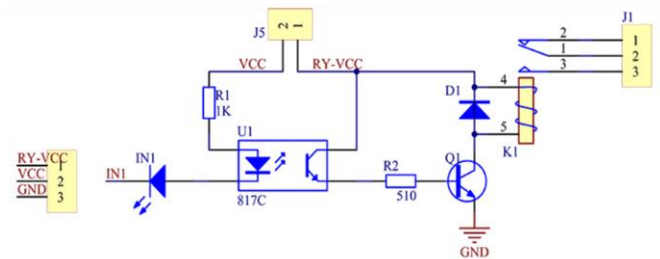 J5
2 1
J1
VCC RY-VCC
2 1
1 2
3 3
R1
1K
D1
4
5
K1
U1
817C
R2
510
Q1
GND
IN1
IN1
RY-VCC 1
VCC 2
GND 3